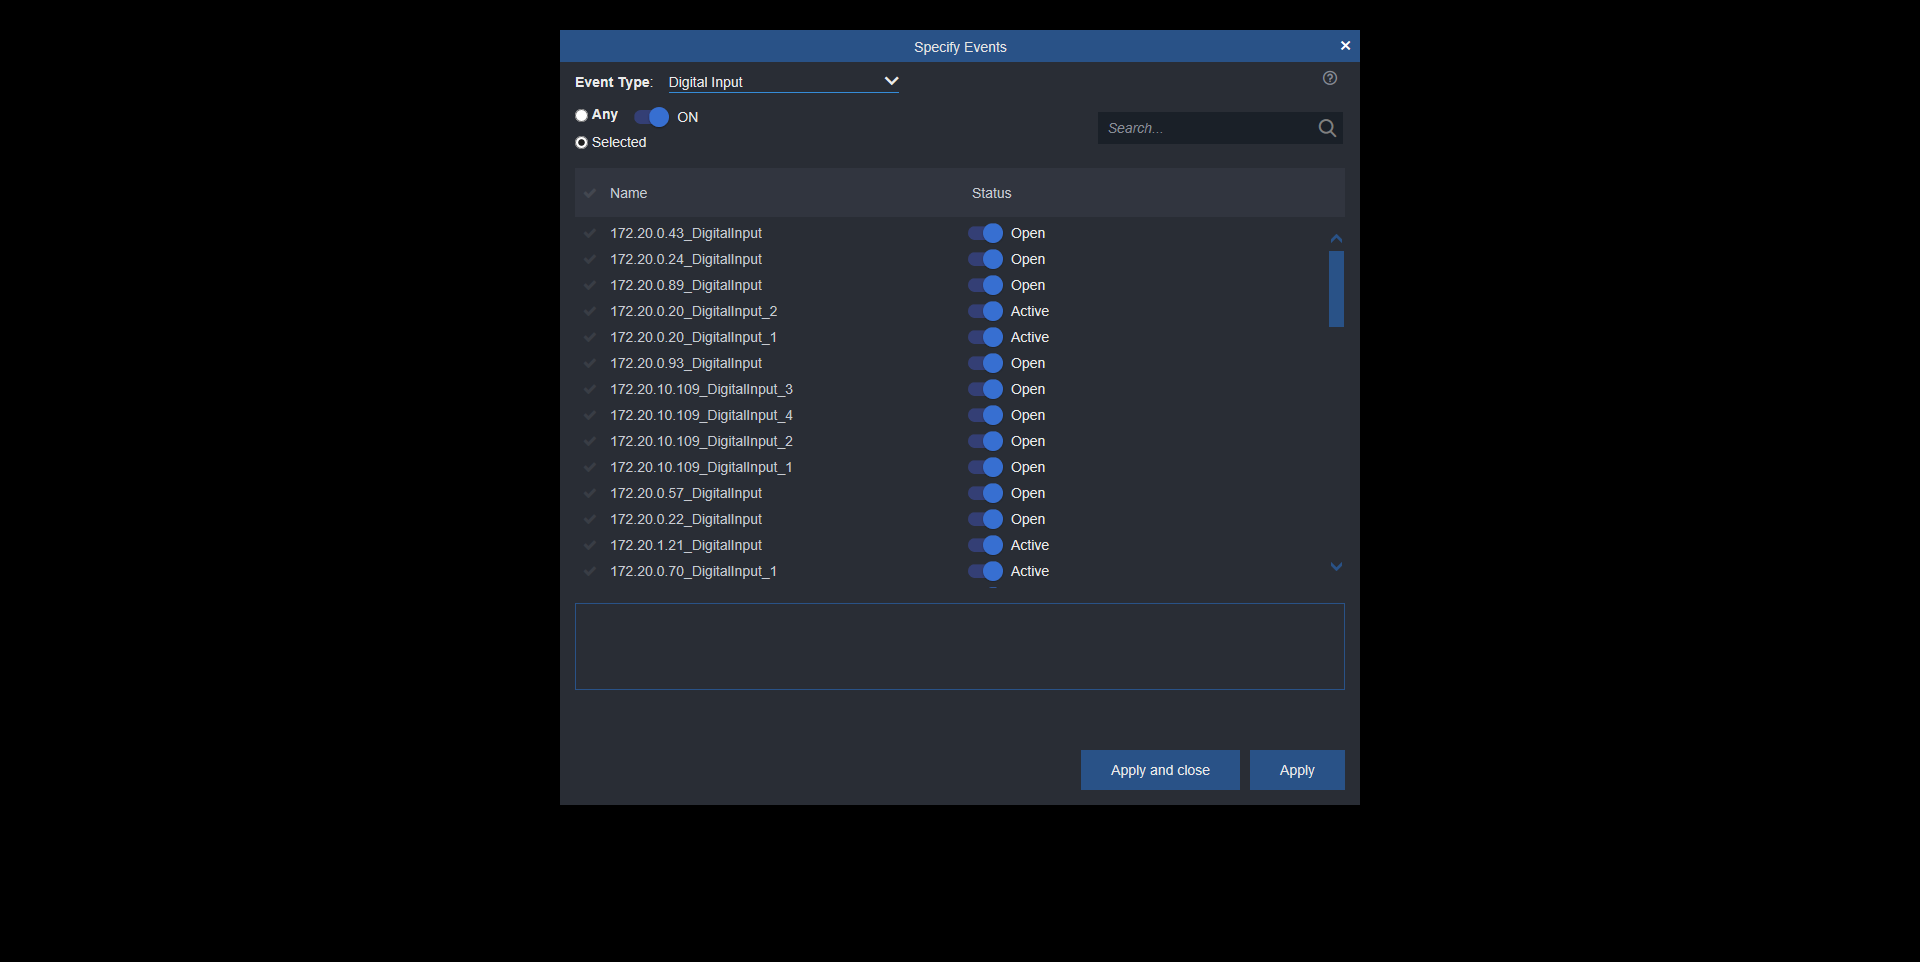 Specify Events
Event Type: Digital Input
Any ON
Search...
Selected
Name Status
172.20.0.43_DigitalInput Open
172.20.0.24_DigitalInput Open
172.20.0.89_DigitalInput Open
172.20.0.20_DigitalInput_2 Active
172.20.0.20_DigitalInput_1 Active
172.20.0.93_DigitalInput Open
172.20.10.109_DigitalInput_3 Open
172.20.10.109_DigitalInput_4 Open
172.20.10.109_DigitalInput_2 Open
172.20.10.109_DigitalInput_1 Open
172.20.0.57_DigitalInput Open
172.20.0.22_DigitalInput Open
172.20.1.21_DigitalInput Active
172.20.0.70_DigitalInput_1 Active
Apply and close Apply